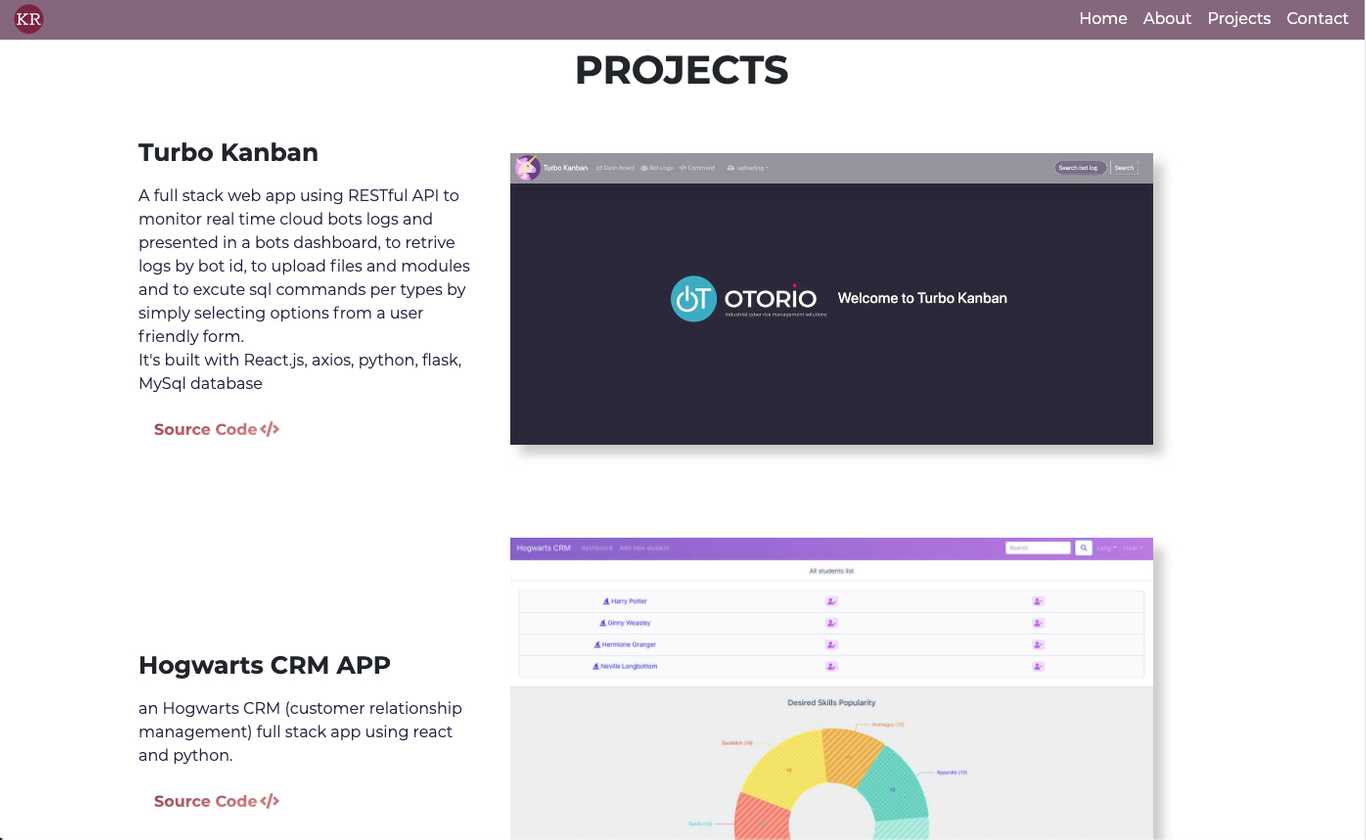 KR
Home About Projects Contact
PROJECTS
Turbo Kanban
A full stack web app using RESTful API to
monitor real time cloud bots logs and
presented in a bots dashboard, to retrive
logs by bot id, to upload files and modules
and to excute sql commands per types by
simply selecting options from a user
friendly form.
It's built with React.js, axios, python, flask,
MySql database
Source Code </>
Turbo Kanban Dash board Bot Logs Command uploading Search bot log Search
OTORIO
industrial cyber risk management solutions
Welcome to Turbo Kanban
Hogwarts CRM APP
an Hogwarts CRM (customer relationship
management) full stack app using react
and python.
Source Code </>
Hogwarts CRM dashboard Add new student Search Lang User
All students list
Harry Potter
Ginny Weasley
Hermione Granger
Neville Longbottom
Desired Skills Popularity